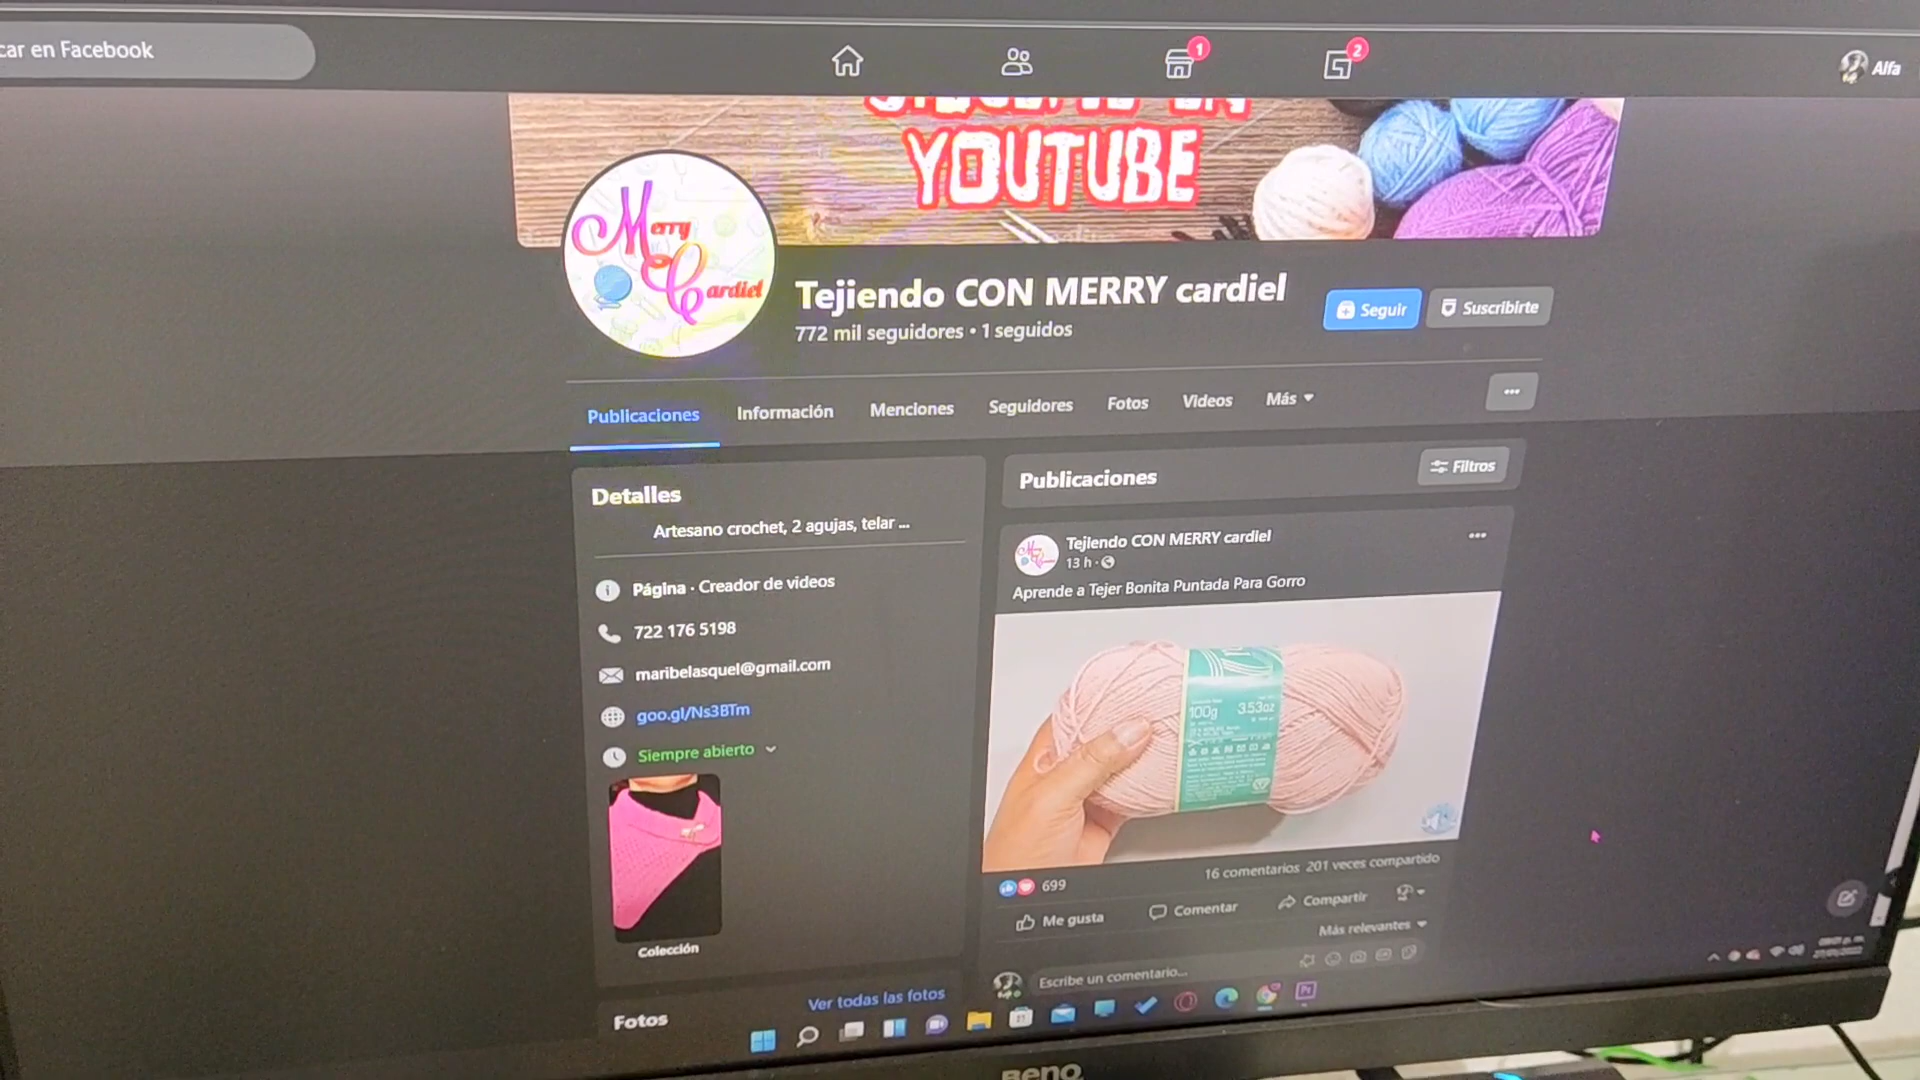 car en Facebook
1
2
Alfa
YOUTUBE
Merry
Cardiel
Tejiendo CON MERRY cardiel
772 mil seguidores • 1 seguidos
Seguir
Suscribirte
Publicaciones
Información
Menciones
Seguidores
Fotos
Videos
Más
Detalles
Artesano crochet, 2 agujas, telar ...
Página · Creador de videos
722 176 5198
maribelasquel@gmail.com
goo.gl/Ns3BTm
Siempre abierto
Colección
Fotos
Ver todas las fotos
Publicaciones
Filtros
Tejiendo CON MERRY cardiel
13 h
Aprende a Tejer Bonita Puntada Para Gorro
100g 3.53oz
699
16 comentarios 201 veces compartido
Me gusta
Comentar
Compartir
Más relevantes
Escribe un comentario...
Pr
BenQ